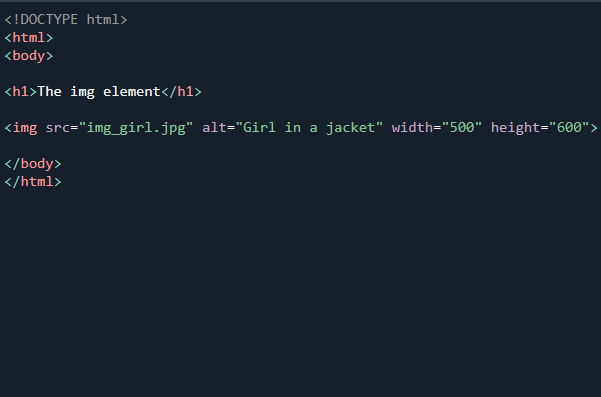 <!DOCTYPE html>
<html>
<body>
<h1>The img element</h1>
<img src="img_girl.jpg" alt="Girl in a jacket" width="500" height="600">
</body>
</html>